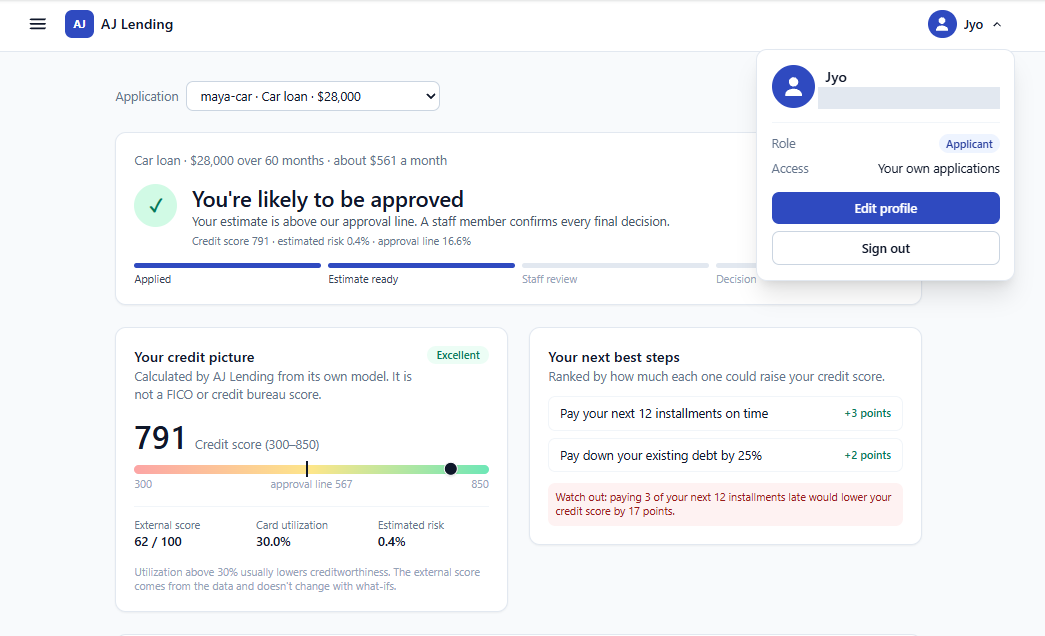 AJ
AJ Lending
Jyo
Jyo
Role
Applicant
Access
Your own applications
Edit profile
Sign out
Application
maya-car · Car loan · $28,000
Car loan · $28,000 over 60 months · about $561 a month
You're likely to be approved
Your estimate is above our approval line. A staff member confirms every final decision.
Credit score 791 · estimated risk 0.4% · approval line 16.6%
Applied
Estimate ready
Staff review
Decision
Your credit picture
Excellent
Calculated by AJ Lending from its own model. It is
not a FICO or credit bureau score.
791
Credit score (300–850)
300
approval line 567
850
External score
Card utilization
Estimated risk
62 / 100
30.0%
0.4%
Utilization above 30% usually lowers creditworthiness. The external score
comes from the data and doesn't change with what-ifs.
Your next best steps
Ranked by how much each one could raise your credit score.
Pay your next 12 installments on time
+3 points
Pay down your existing debt by 25%
+2 points
Watch out: paying 3 of your next 12 installments late would lower your
credit score by 17 points.